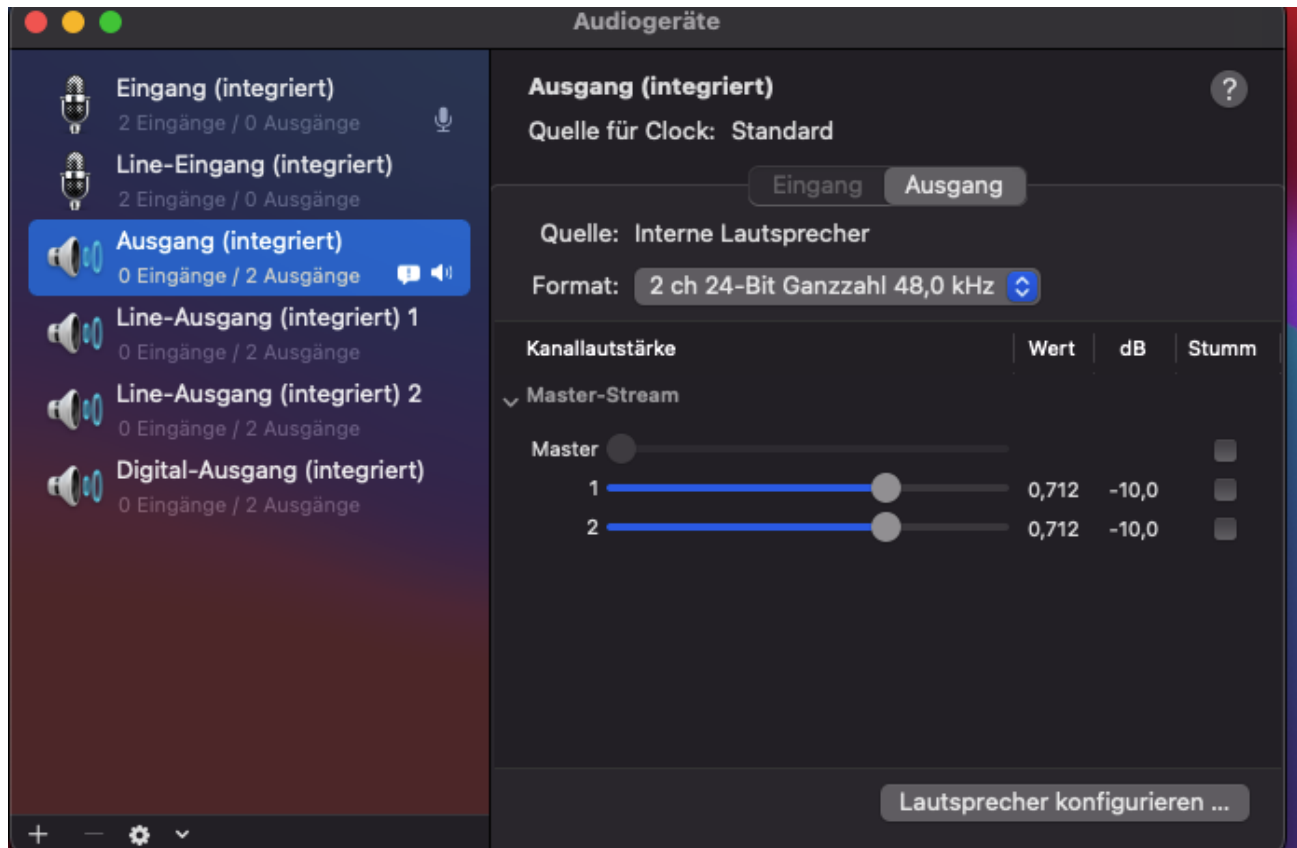 Audiogeräte
Eingang (integriert)
2 Eingänge / 0 Ausgänge
Line-Eingang (integriert)
2 Eingänge / 0 Ausgänge
Ausgang (integriert)
0 Eingänge / 2 Ausgänge
Line-Ausgang (integriert) 1
0 Eingänge / 2 Ausgänge
Line-Ausgang (integriert) 2
0 Eingänge / 2 Ausgänge
Digital-Ausgang (integriert)
0 Eingänge / 2 Ausgänge
Ausgang (integriert)
?
Quelle für Clock: Standard
Eingang Ausgang
Quelle: Interne Lautsprecher
Format: 2 ch 24-Bit Ganzzahl 48,0 kHz
Kanallautstärke Wert dB Stumm
Master-Stream
Master
1 0,712 -10,0
2 0,712 -10,0
Lautsprecher konfigurieren ...